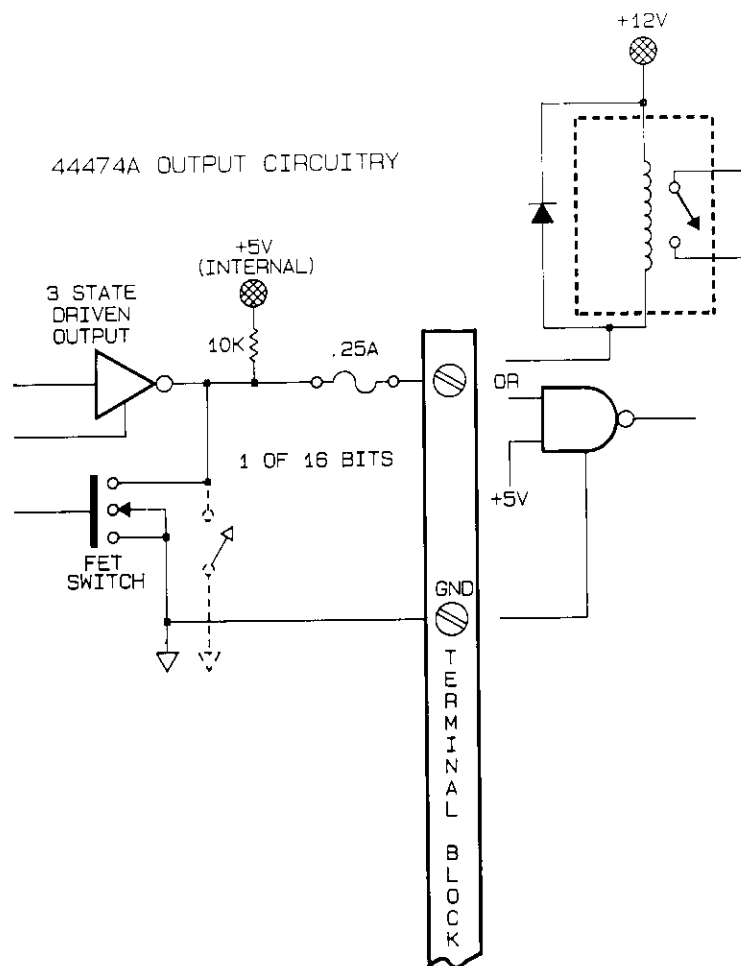 +12V
44474A OUTPUT CIRCUITRY
+5V
(INTERNAL)
3 STATE
DRIVEN
OUTPUT
10K
.25A
OR
1 OF 16 BITS
+5V
FET
SWITCH
GND
TERMINAL BLOCK